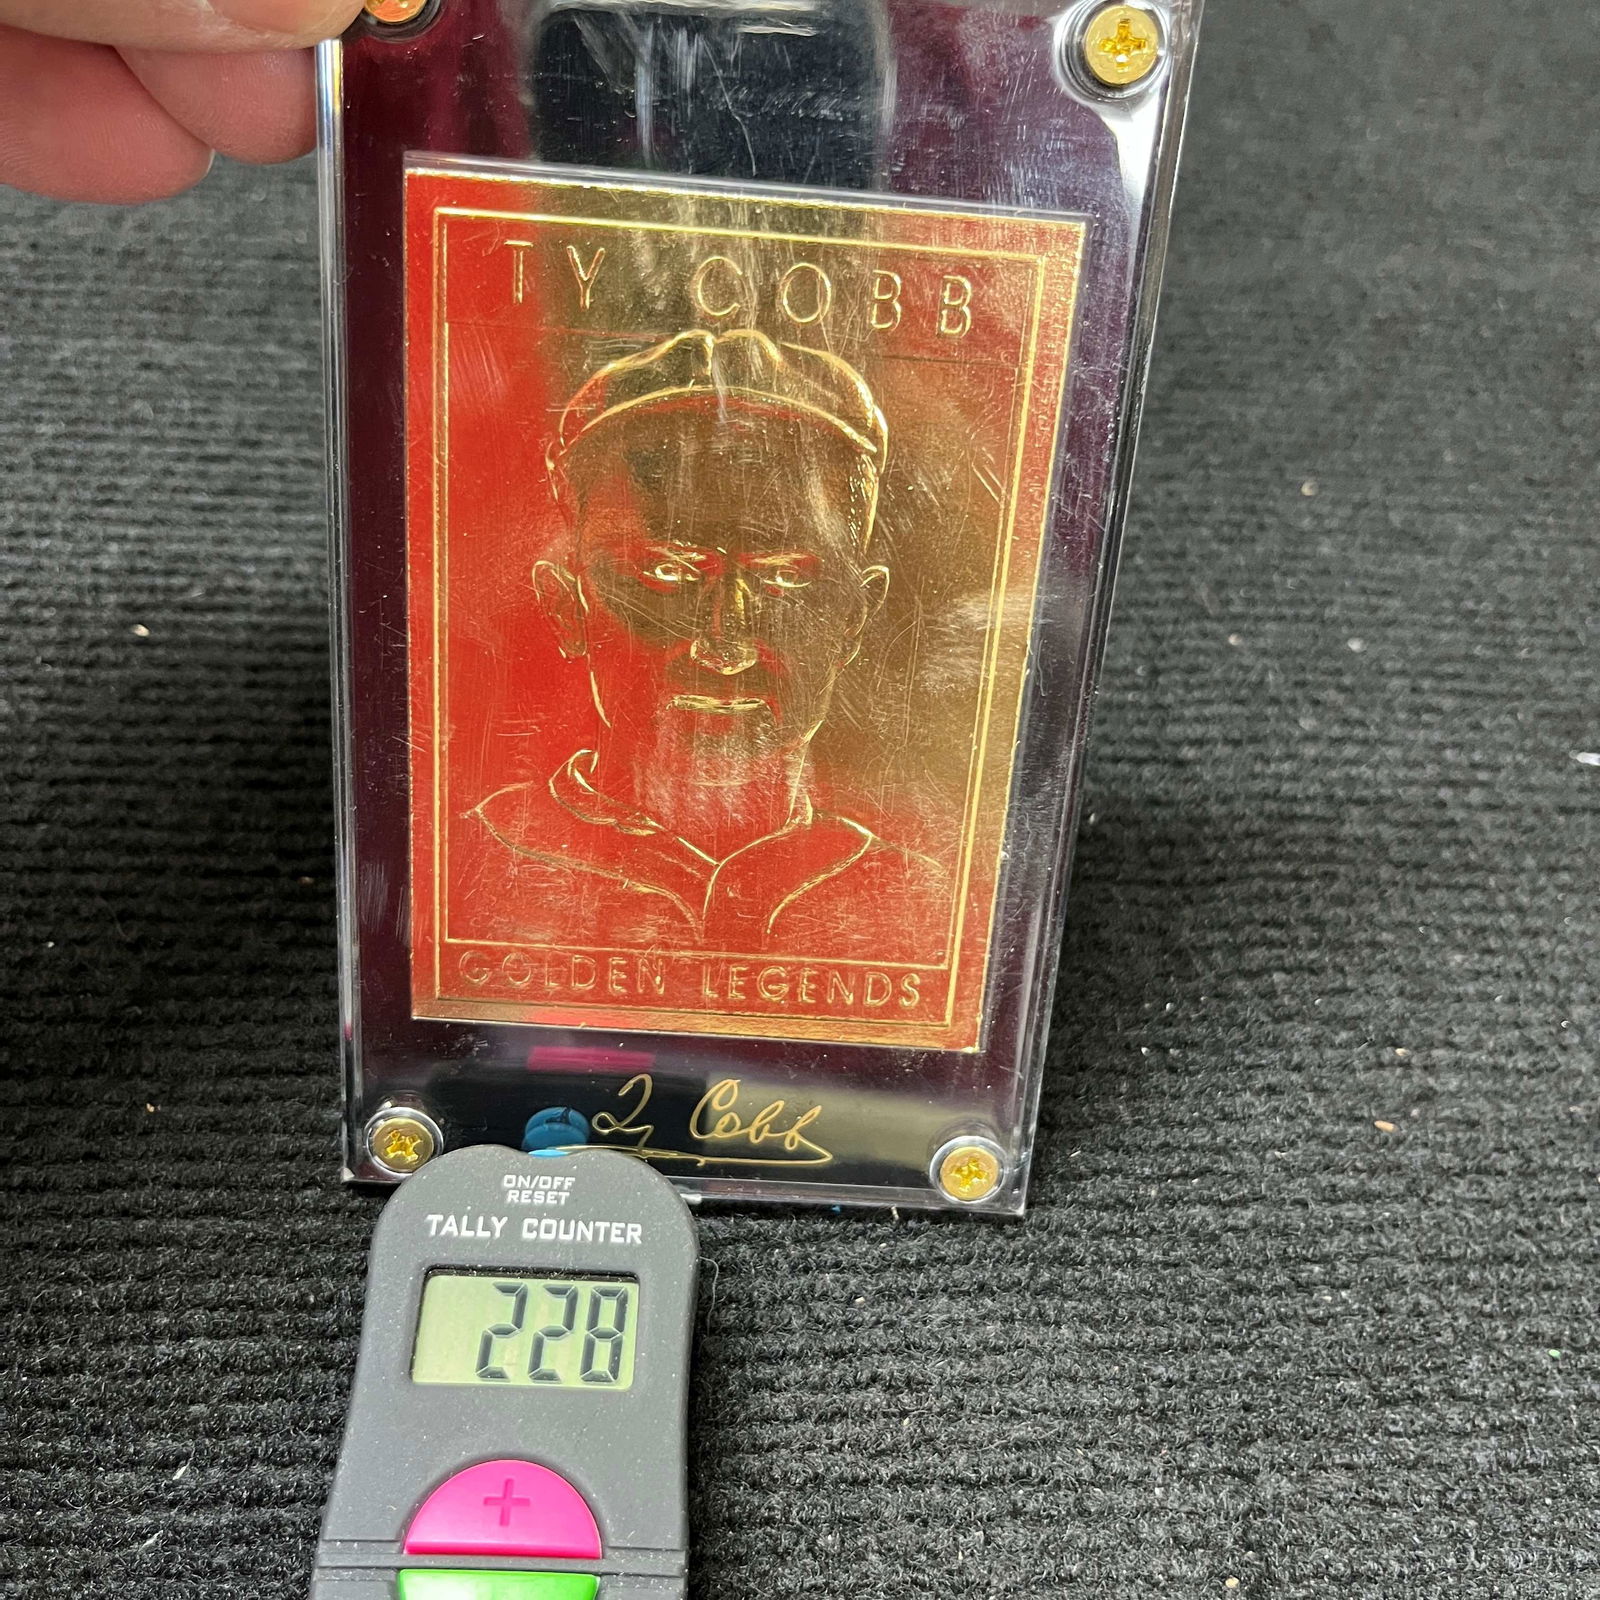 TY COBB
GOLDEN LEGENDS
Ty Cobb
ON/OFF
RESET
TALLY COUNTER
228
+